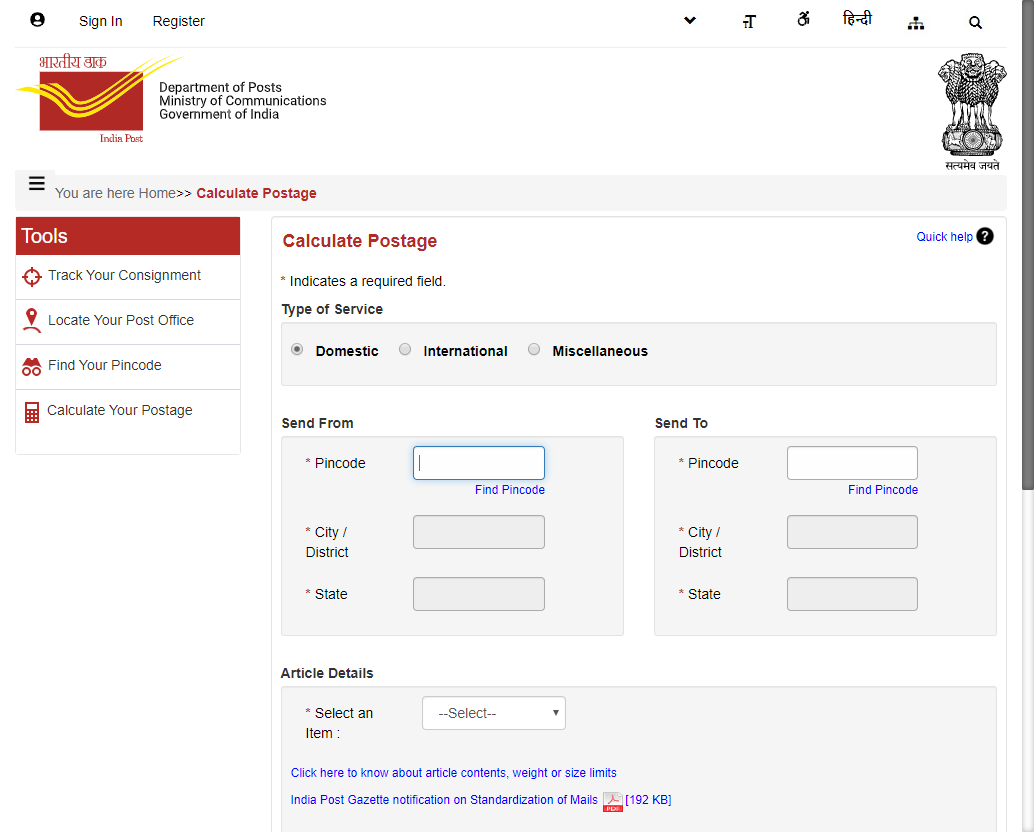 Sign In
Register
T
हिन्दी
भारतीय डाक
India Post
Department of Posts
Ministry of Communications
Government of India
सत्यमेव जयते
You are here Home>> Calculate Postage
Tools
Track Your Consignment
Locate Your Post Office
Find Your Pincode
Calculate Your Postage
Calculate Postage
Quick help ?
* Indicates a required field.
Type of Service
Domestic
International
Miscellaneous
Send From
* Pincode
Find Pincode
* City /
District
* State
Send To
* Pincode
Find Pincode
* City /
District
* State
Article Details
* Select an
Item :
--Select--
Click here to know about article contents, weight or size limits
India Post Gazette notification on Standardization of Mails PDF [192 KB]